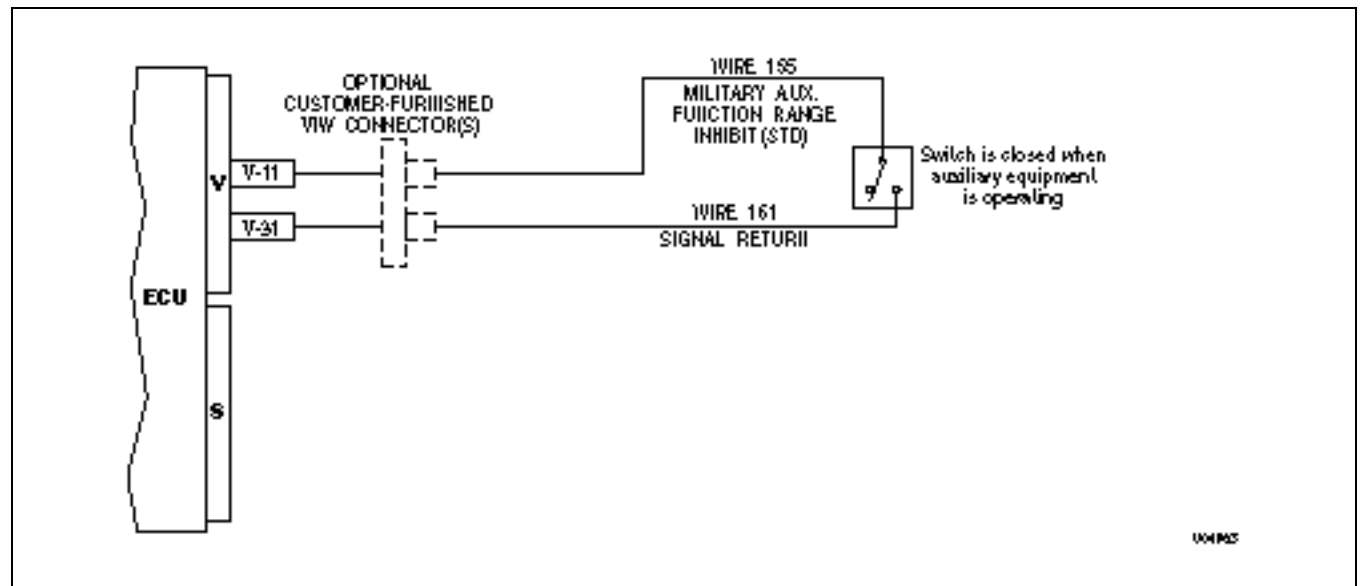 OPTIONAL
CUSTOMER-FURNISHED
VIW CONNECTOR(S)
WIRE 155
MILITARY AUX.
FUNCTION RANGE
INHIBIT (STD)
V
V-11
Switch is closed when
auxiliary equipment
is operating
WIRE 161
V-31
SIGNAL RETURN
ECU
S